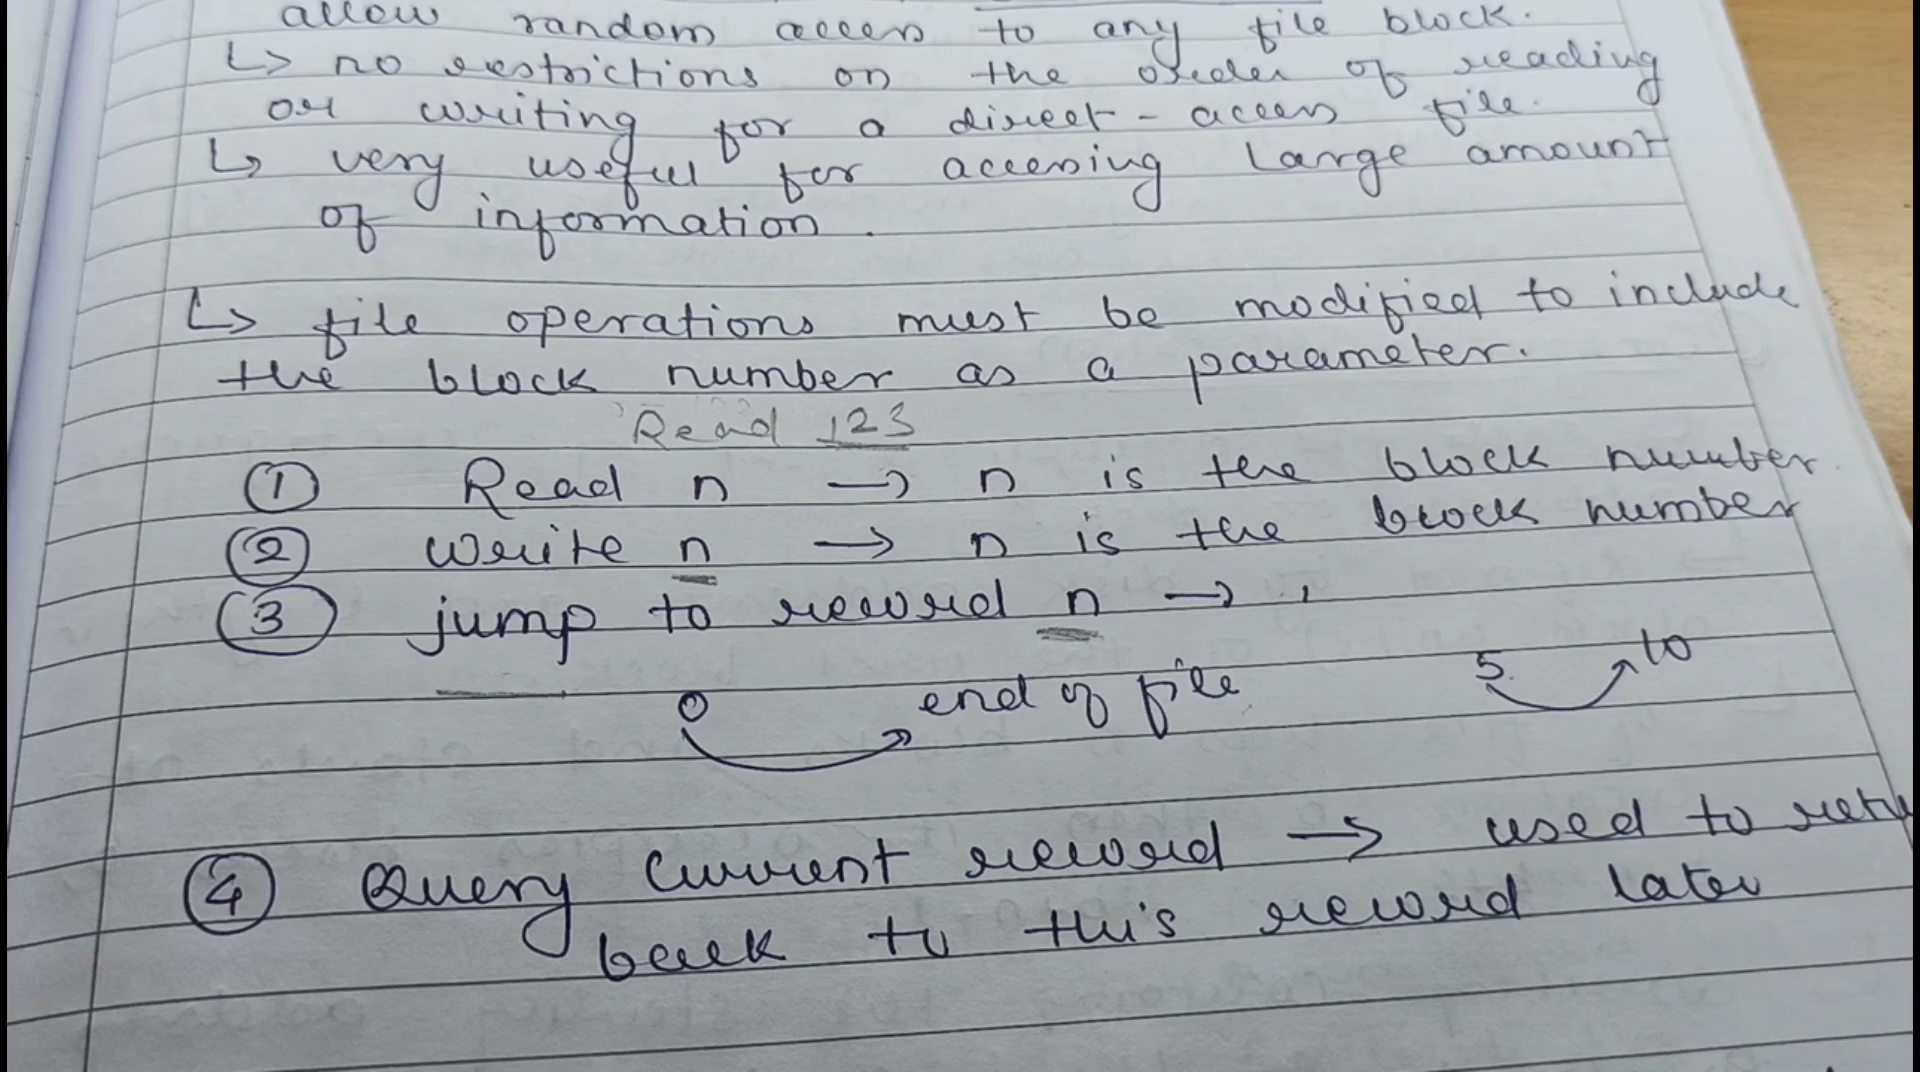 allow random access to any file block.
↳ no restrictions on the order of reading
or writing for a direct - access file.
↳ very useful for accessing large amount
of information.
↳ file operations must be modified to include
the block number as a parameter.
Read 123
① Read n → n is the block number
② write n → n is the block number
③ jump to record n →
0 end of file 5 10
④ Query current record → used to
back to this record later